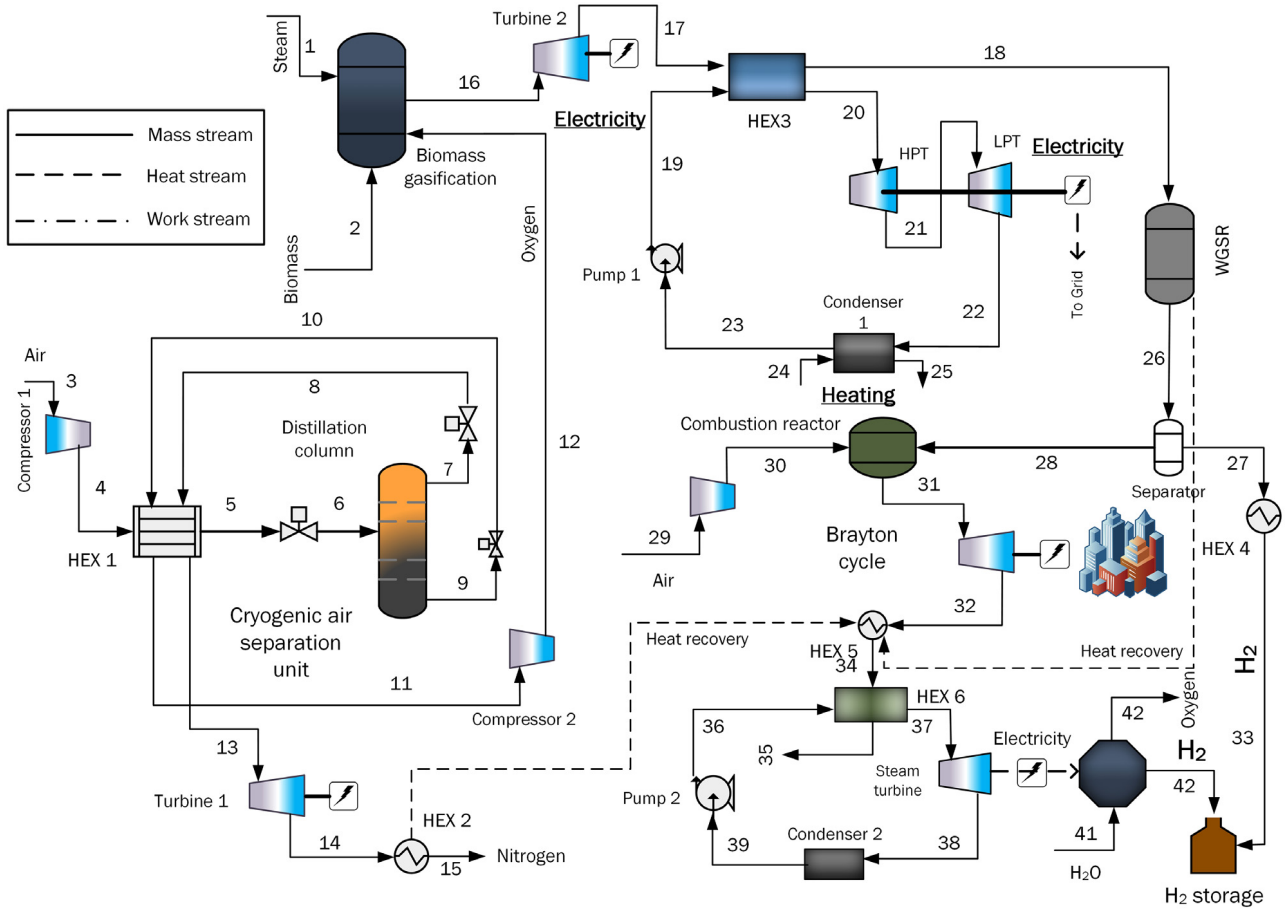 Steam
1
Turbine 2
17
18
16
Electricity
HEX3
20
Mass stream
Heat stream
Work stream
Biomass
gasification
2
Biomass
Oxygen
19
HPT
LPT
Electricity
21
WGSR
Pump 1
To Grid
Condenser
1
22
23
24
25
Heating
26
10
Air
3
Compressor 1
8
Distillation
column
7
12
4
5
6
HEX 1
9
Cryogenic air
separation
unit
11
Compressor 2
13
Turbine 1
14
HEX 2
15
Nitrogen
Combustion reactor
30
28
27
31
Separator
29
Air
Brayton
cycle
HEX 4
32
Heat recovery
HEX 5
34
Heat recovery
H2
HEX 6
36
37
35
Electricity
42
Oxygen
H2
33
Steam
turbine
42
Pump 2
Condenser 2
39
38
41
H2O
H2 storage